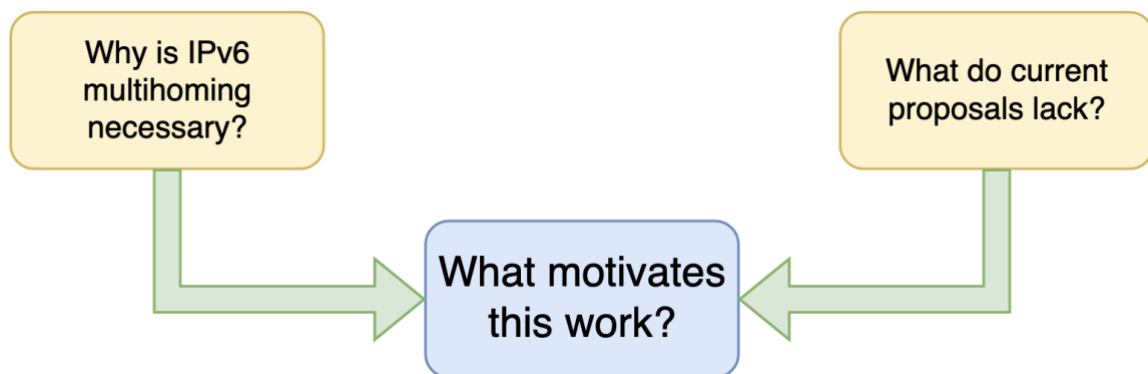 Why is IPv6
multihoming
necessary?
What do current
proposals lack?
What motivates
this work?